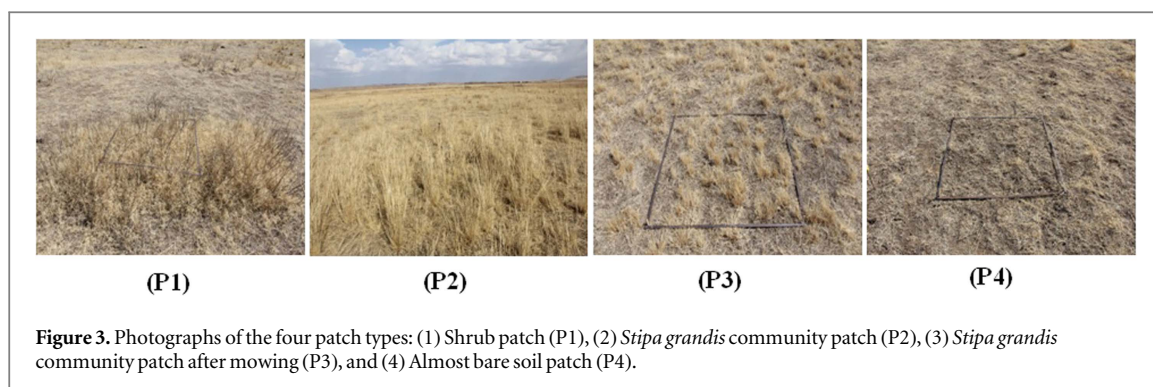 (P1) (P2) (P3) (P4)
Figure 3. Photographs of the four patch types: (1) Shrub patch (P1), (2) Stipa grandis community patch (P2), (3) Stipa grandis
community patch after mowing (P3), and (4) Almost bare soil patch (P4).